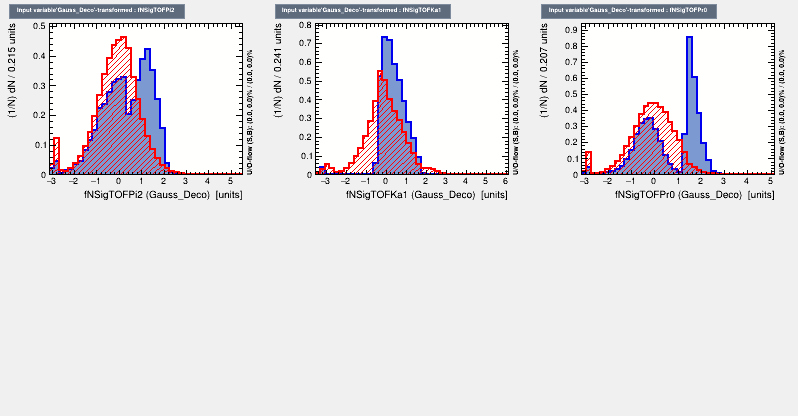 Input variable'Gauss_Deco'-transformed : fNSigTOFPi2
(1/N) dN / 0.215 units
0.5
0.4
0.3
0.2
0.1
0
−3 −2 −1 0 1 2 3 4 5
fNSigTOFPi2 (Gauss_Deco) [units]
U/O-flow (S,B): (0.0, 0.0)% / (0.0, 0.0)%
Input variable'Gauss_Deco'-transformed : fNSigTOFKa1
(1/N) dN / 0.241 units
0.8
0.7
0.6
0.5
0.4
0.3
0.2
0.1
0
−3 −2 −1 0 1 2 3 4 5 6
fNSigTOFKa1 (Gauss_Deco) [units]
U/O-flow (S,B): (0.0, 0.0)% / (0.0, 0.0)%
Input variable'Gauss_Deco'-transformed : fNSigTOFPr0
(1/N) dN / 0.207 units
0.9
0.8
0.7
0.6
0.5
0.4
0.3
0.2
0.1
0
−3 −2 −1 0 1 2 3 4 5
fNSigTOFPr0 (Gauss_Deco) [units]
U/O-flow (S,B): (0.0, 0.0)% / (0.0, 0.0)%